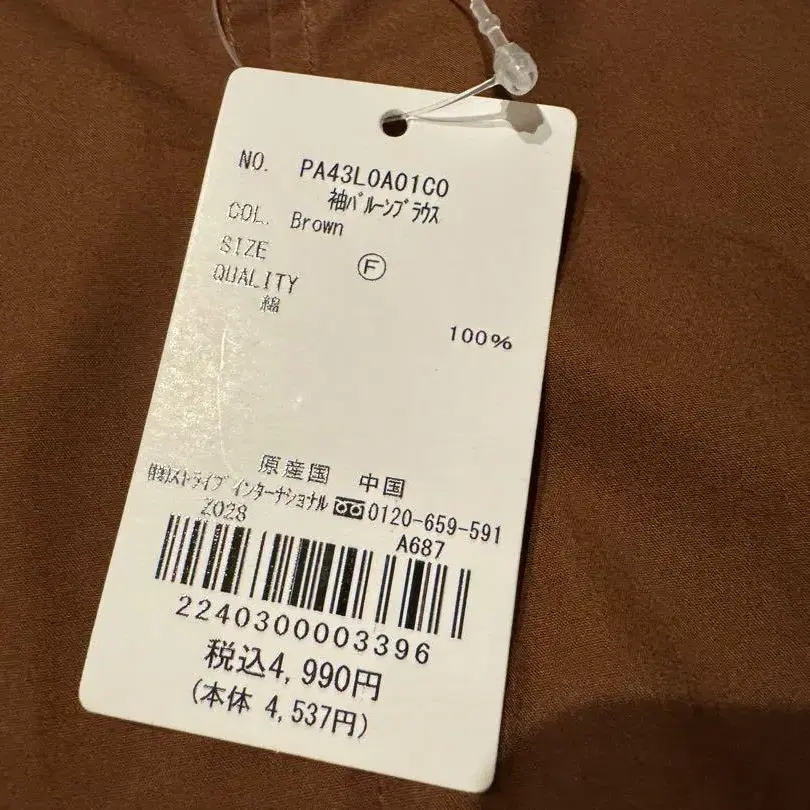 NO. PA43L0A01C0
袖バルーンブラウス
COL. Brown
SIZE Ⓕ
QUALITY
綿 100%
原産国 中国
㈱ストライプインターナショナル 0120-659-591
Z028 A687
2240300003396
税込4,990円
(本体 4,537円)